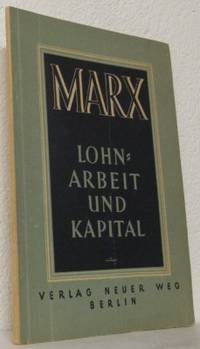 MARX
LOHN=
ARBEIT
UND
KAPITAL
VERLAG NEUER WEG
BERLIN